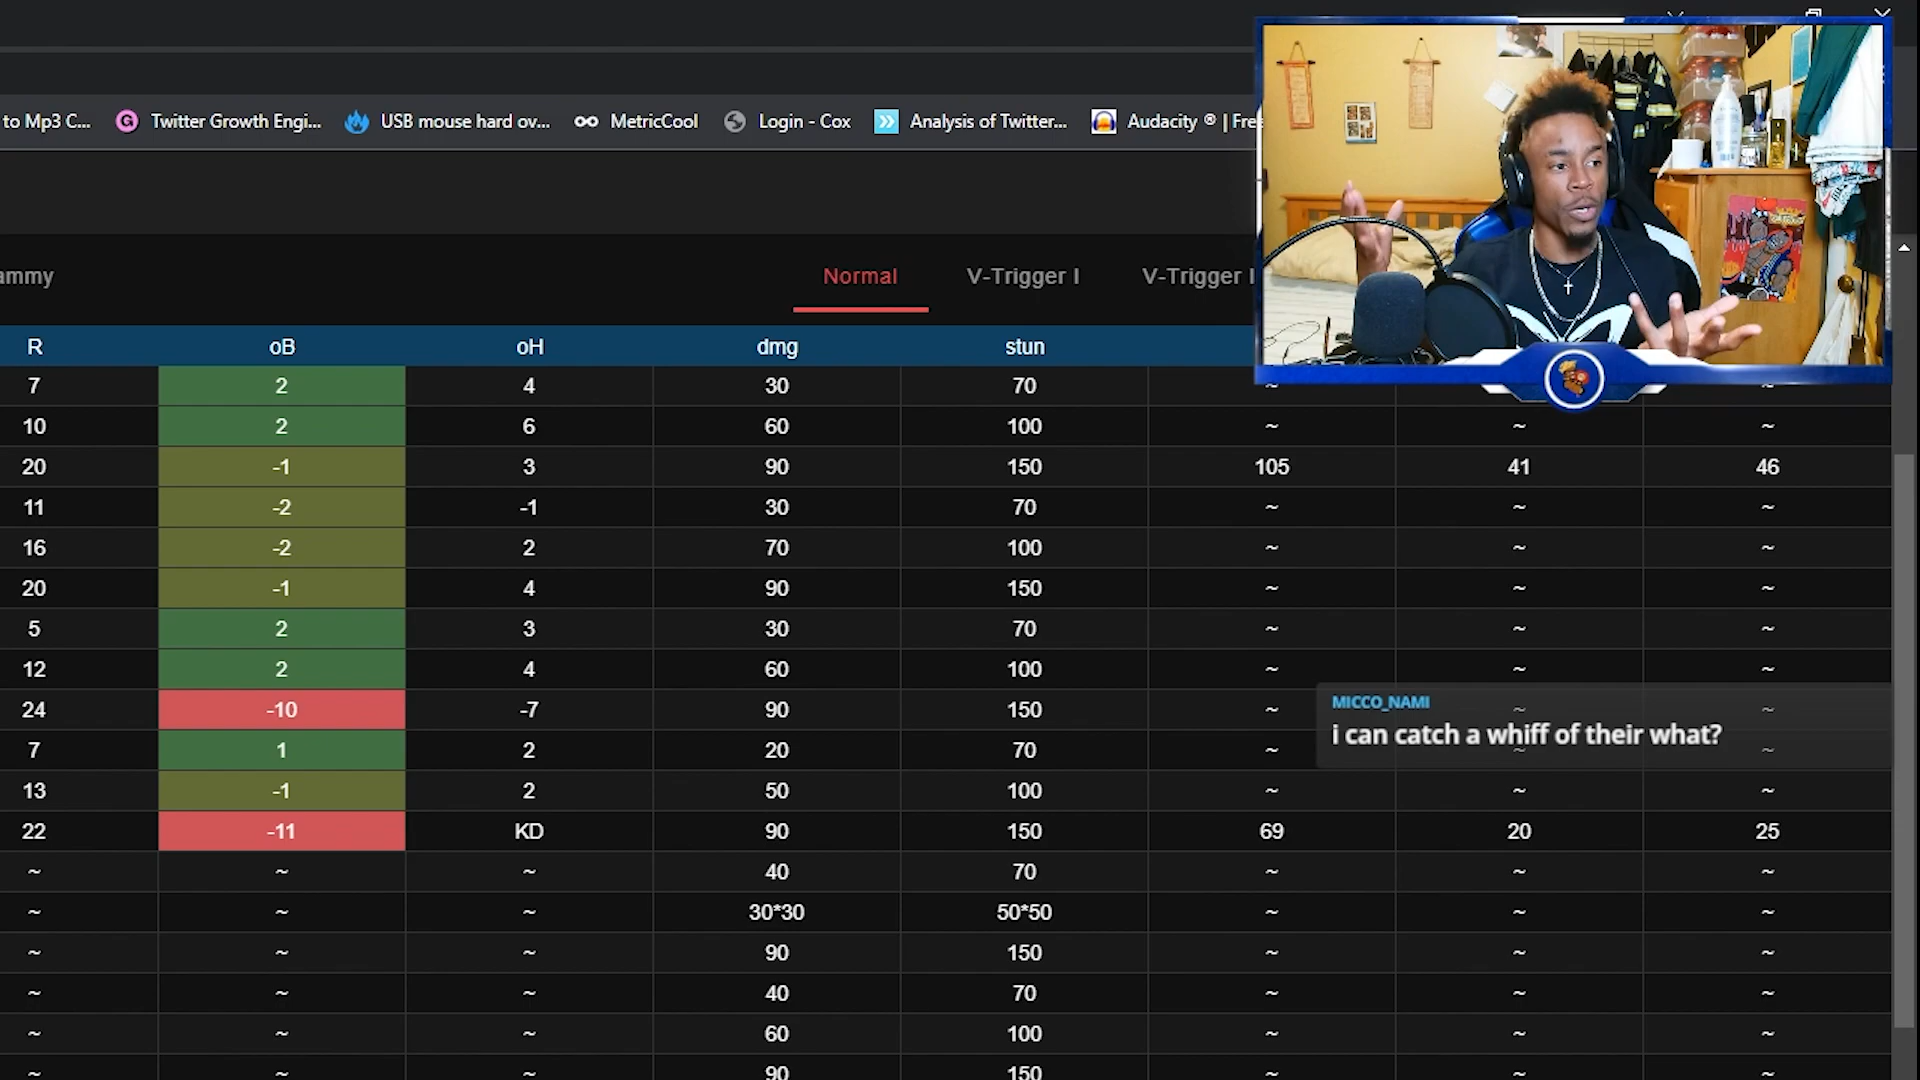 to Mp3 C... Twitter Growth Engi... USB mouse hard ov... MetricCool Login - Cox Analysis of Twitter... Audacity ® | Fre
ammy Normal V-Trigger I V-Trigger I
R oB oH dmg stun
7 2 4 30 70 ~ ~ ~
10 2 6 60 100 ~ ~ ~
20 -1 3 90 150 105 41 46
11 -2 -1 30 70 ~ ~ ~
16 -2 2 70 100 ~ ~ ~
20 -1 4 90 150 ~ ~ ~
5 2 3 30 70 ~ ~ ~
12 2 4 60 100 ~ ~ ~
24 -10 -7 90 150 ~ ~ ~
MICCO_NAMI
i can catch a whiff of their what?
7 1 2 20 70 ~ ~ ~
13 -1 2 50 100 ~ ~ ~
22 -11 KD 90 150 69 20 25
~ ~ ~ 40 70 ~ ~ ~
~ ~ ~ 30*30 50*50 ~ ~ ~
~ ~ ~ 90 150 ~ ~ ~
~ ~ ~ 40 70 ~ ~ ~
~ ~ ~ 60 100 ~ ~ ~
~ ~ ~ 90 150 ~ ~ ~